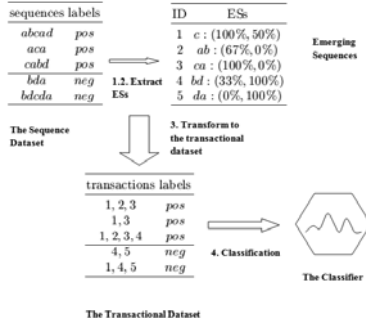 sequences labels
abcad pos
aca pos
cabd pos
bda neg
bdcda neg
The Sequence
Dataset
1.2. Extract
ESs
ID ESs
1 c : (100%, 50%)
2 ab : (67%, 0%)
3 ca : (100%, 0%)
4 bd : (33%, 100%)
5 da : (0%, 100%)
Emerging
Sequences
3. Transform to
the transactional
dataset
transactions labels
1, 2, 3 pos
1, 3 pos
1, 2, 3, 4 pos
4, 5 neg
1, 4, 5 neg
4. Classification
The Classifier
The Transactional Dataset